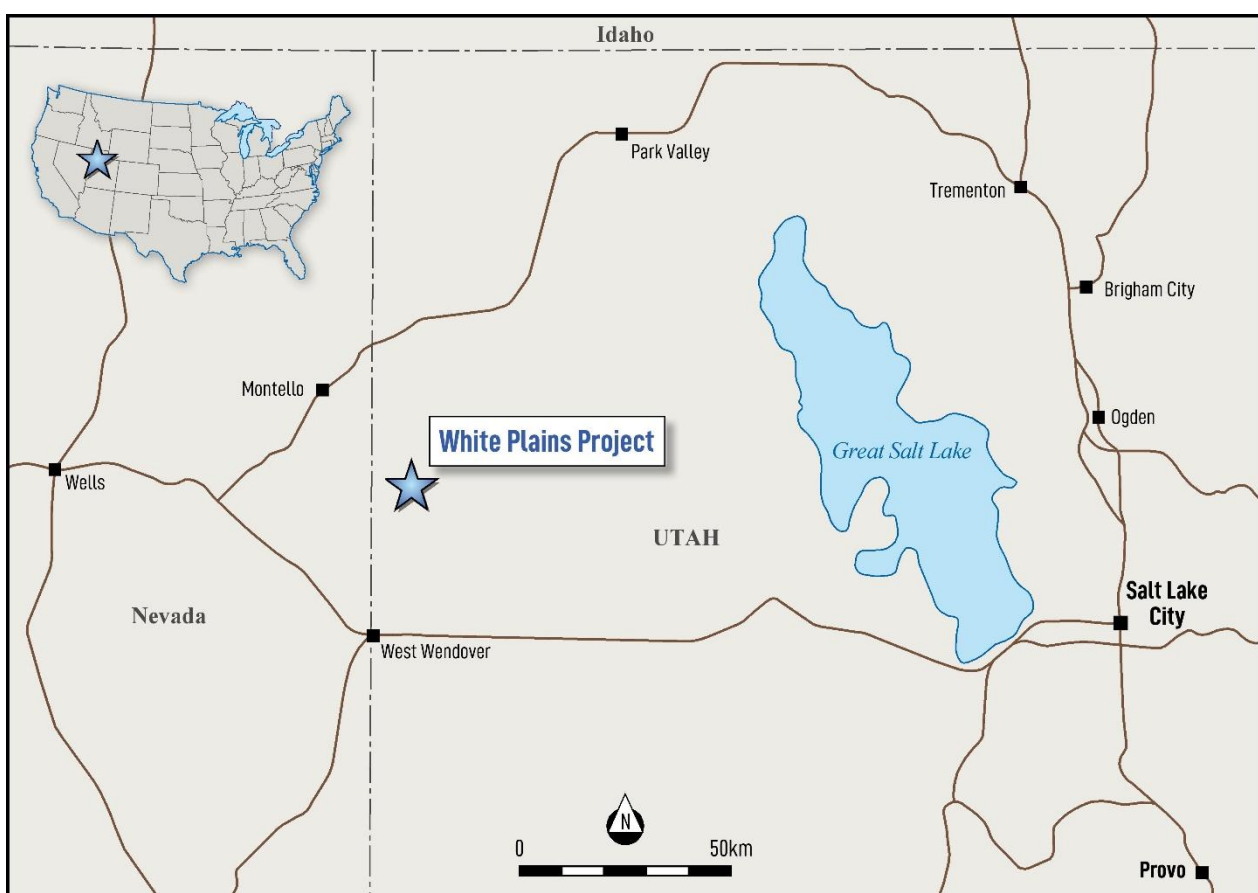 Idaho
Park Valley
Trementon
Brigham City
Montello
Ogden
White Plains Project
Great Salt Lake
Wells
UTAH
Salt Lake
City
Nevada
West Wendover
N
0
50km
Provo